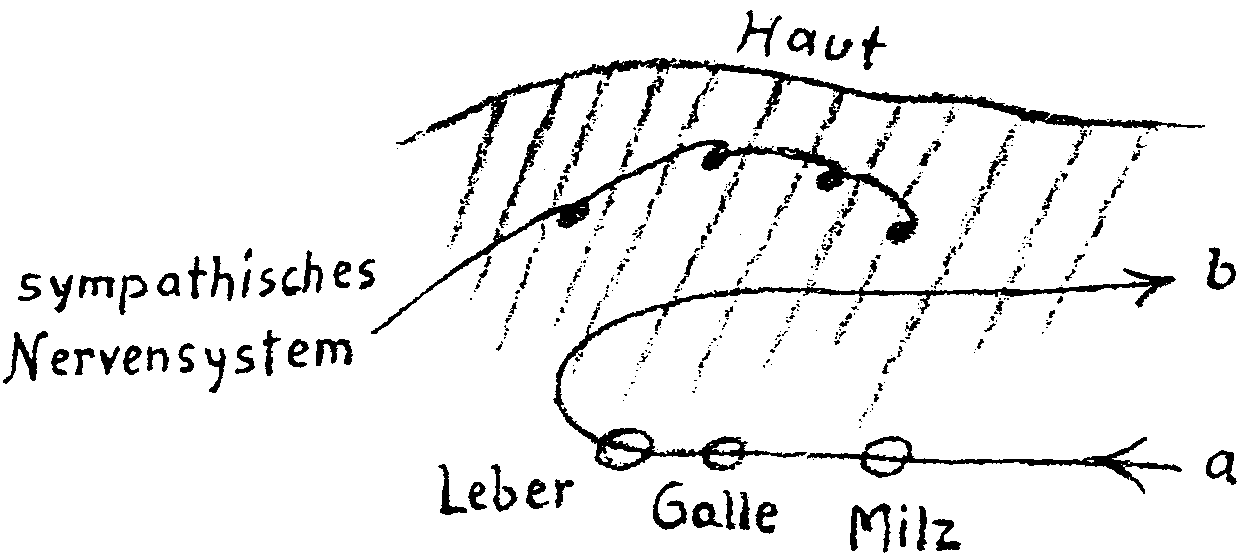 Haut
sympathisches
Nervensystem
b
a
Leber
Galle
Milz